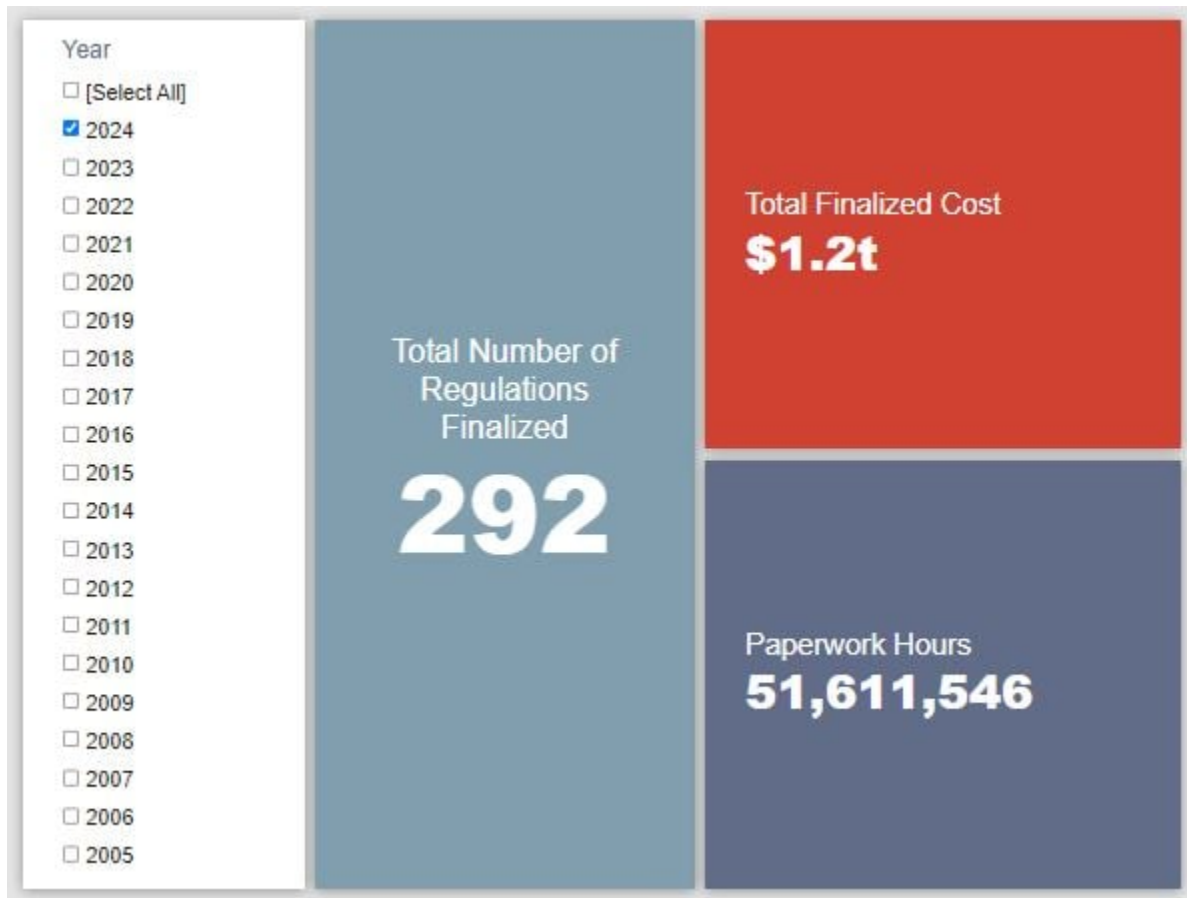 Year
[Select All]
2024
2023
2022
2021
2020
2019
2018
2017
2016
2015
2014
2013
2012
2011
2010
2009
2008
2007
2006
2005
Total Number of
Regulations
Finalized
292
Total Finalized Cost
$1.2t
Paperwork Hours
51,611,546